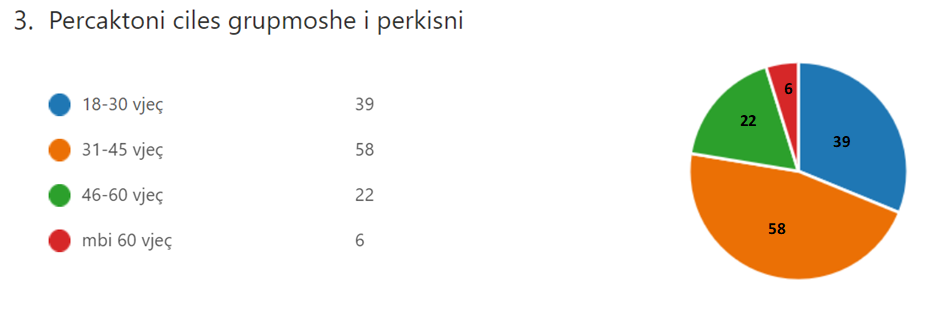 3. Percaktoni ciles grupmoshe i perkisni
18-30 vjeç 39
31-45 vjeç 58
46-60 vjeç 22
mbi 60 vjeç 6
6
22
39
58